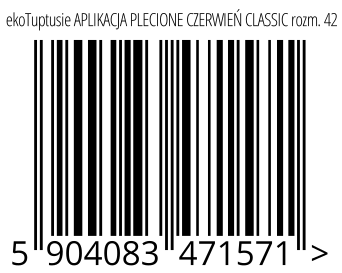 ekoTuptusie APLIKACJA PLECIONE CZERWIEŃ CLASSIC rozm. 42
5 904083 471571 >